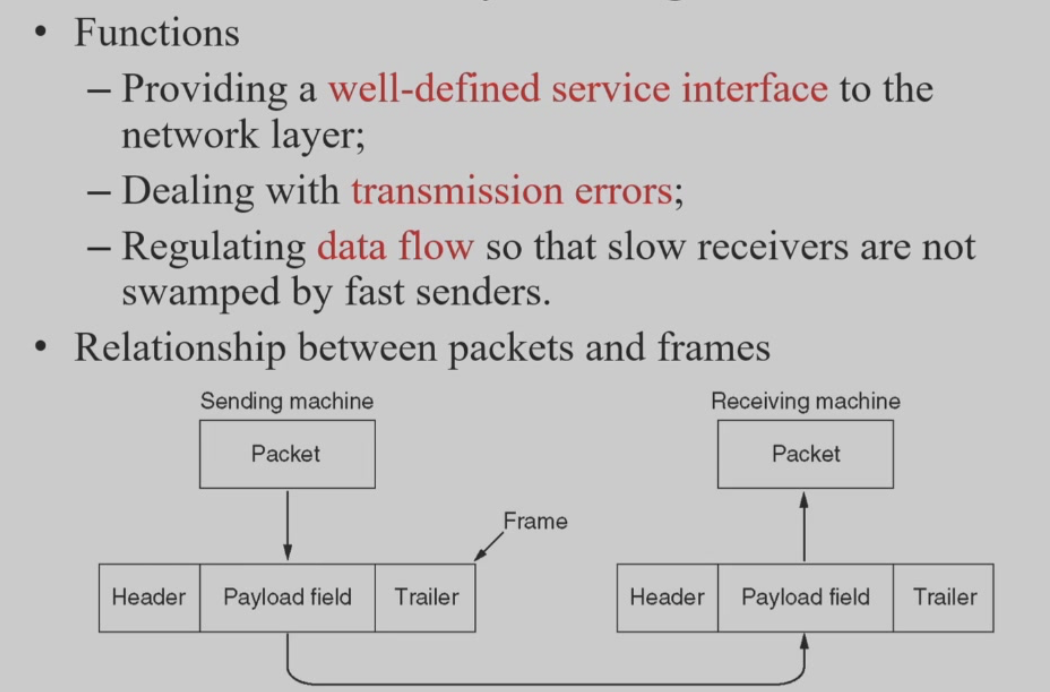 • Functions
– Providing a well-defined service interface to the
network layer;
– Dealing with transmission errors;
– Regulating data flow so that slow receivers are not
swamped by fast senders.
• Relationship between packets and frames
Sending machine
Receiving machine
Packet
Packet
Frame
Header Payload field Trailer
Header Payload field Trailer